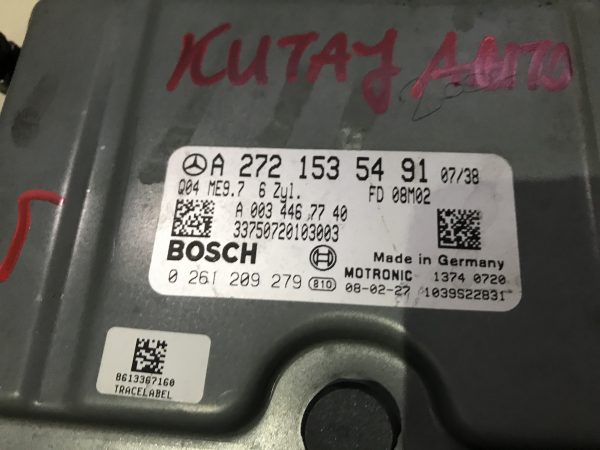 KUTAJ AUTO
A 272 153 54 91 07/38
Q04 ME9.7 6 Zyl. FD 08M02
A 003 446 77 40
33750720103003
BOSCH
Made in Germany
MOTRONIC 1374 0720
0 261 209 279 810 08-02-27 1039S22831
8613367160
TRACELABEL